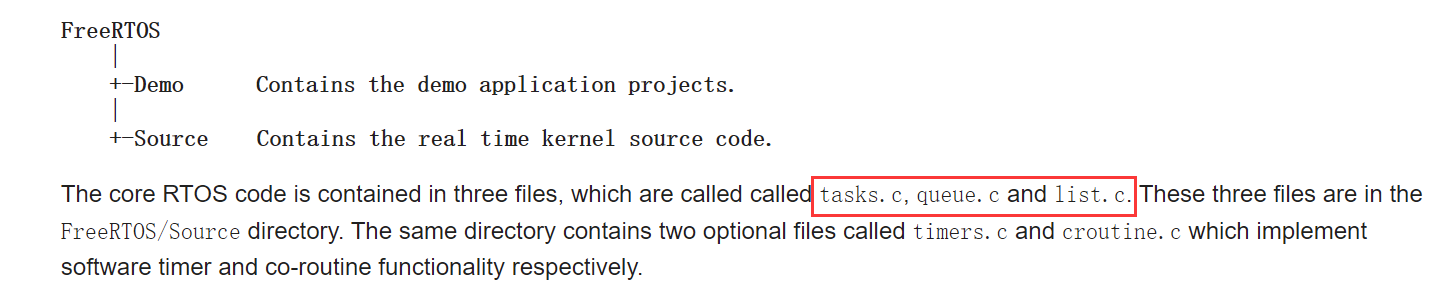 FreeRTOS
|
+-Demo Contains the demo application projects.
|
+-Source Contains the real time kernel source code.
The core RTOS code is contained in three files, which are called called tasks.c, queue.c and list.c. These three files are in the
FreeRTOS/Source directory. The same directory contains two optional files called timers.c and croutine.c which implement
software timer and co-routine functionality respectively.